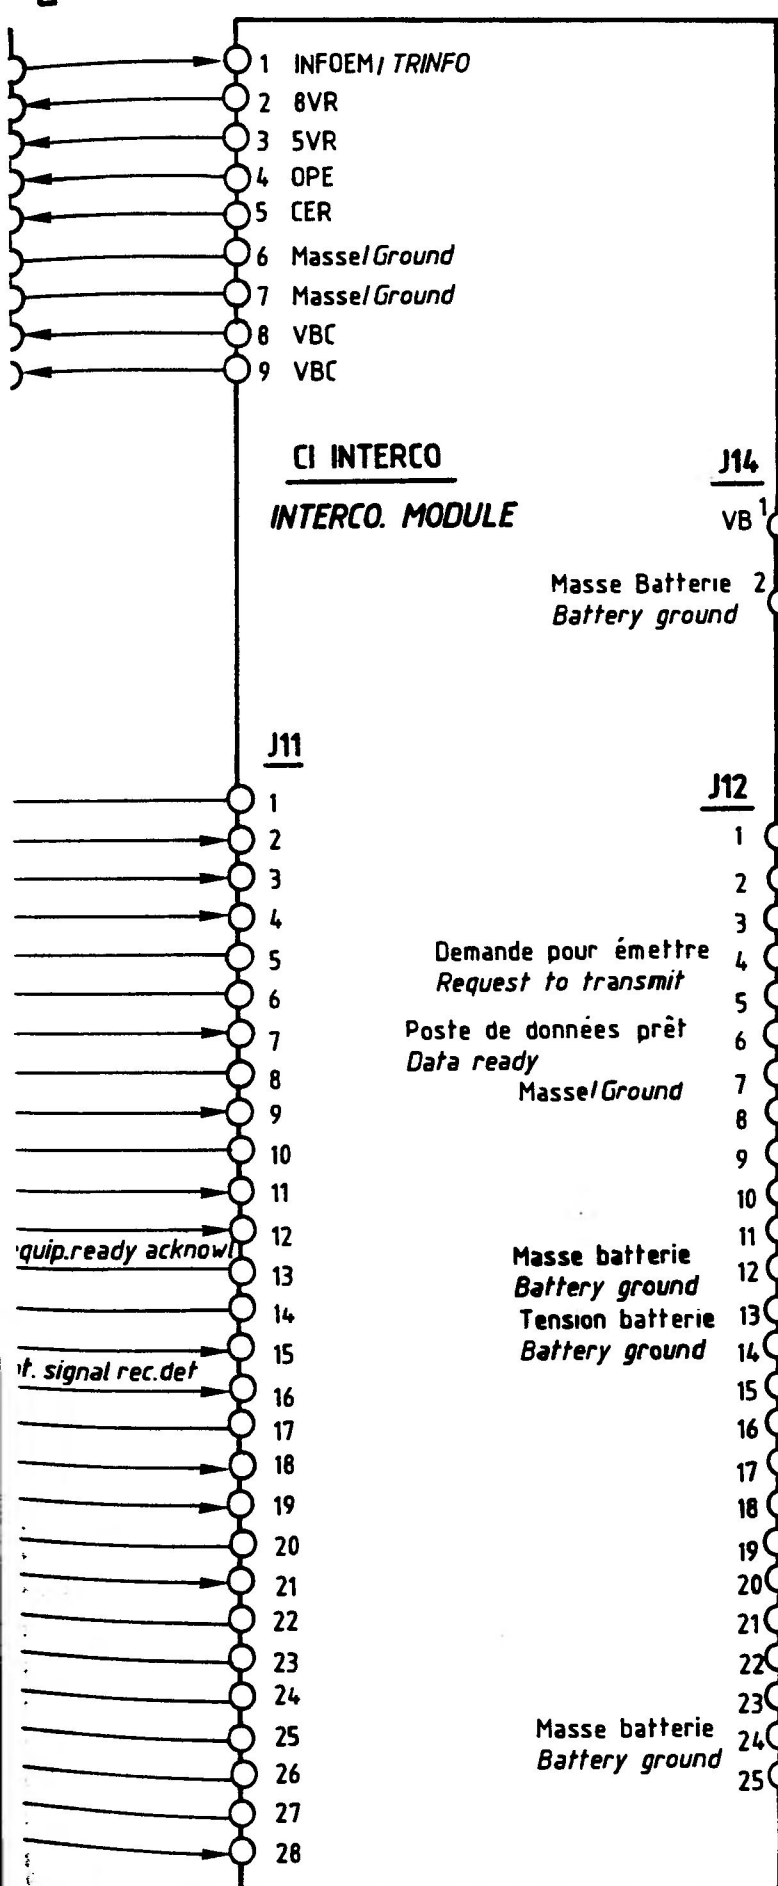 1 INFOEM/ TRINFO
2 8VR
3 5VR
4 OPE
5 CER
6 Masse/Ground
7 Masse/Ground
8 VBC
9 VBC
CI INTERCO
INTERCO. MODULE
J14
VB 1
Masse Batterie 2
Battery ground
J11
1
2
3
4
5
6
7
8
9
10
11
12
quip.ready acknowl
13
14
15
t. signal rec.det
16
17
18
19
20
21
22
23
24
25
26
27
28
J12
1
2
3
Demande pour émettre 4
Request to transmit
5
Poste de données prêt 6
Data ready
Masse/Ground 7
8
9
10
11
Masse batterie 12
Battery ground
Tension batterie 13
Battery ground 14
15
16
17
18
19
20
21
22
23
Masse batterie 24
Battery ground
25